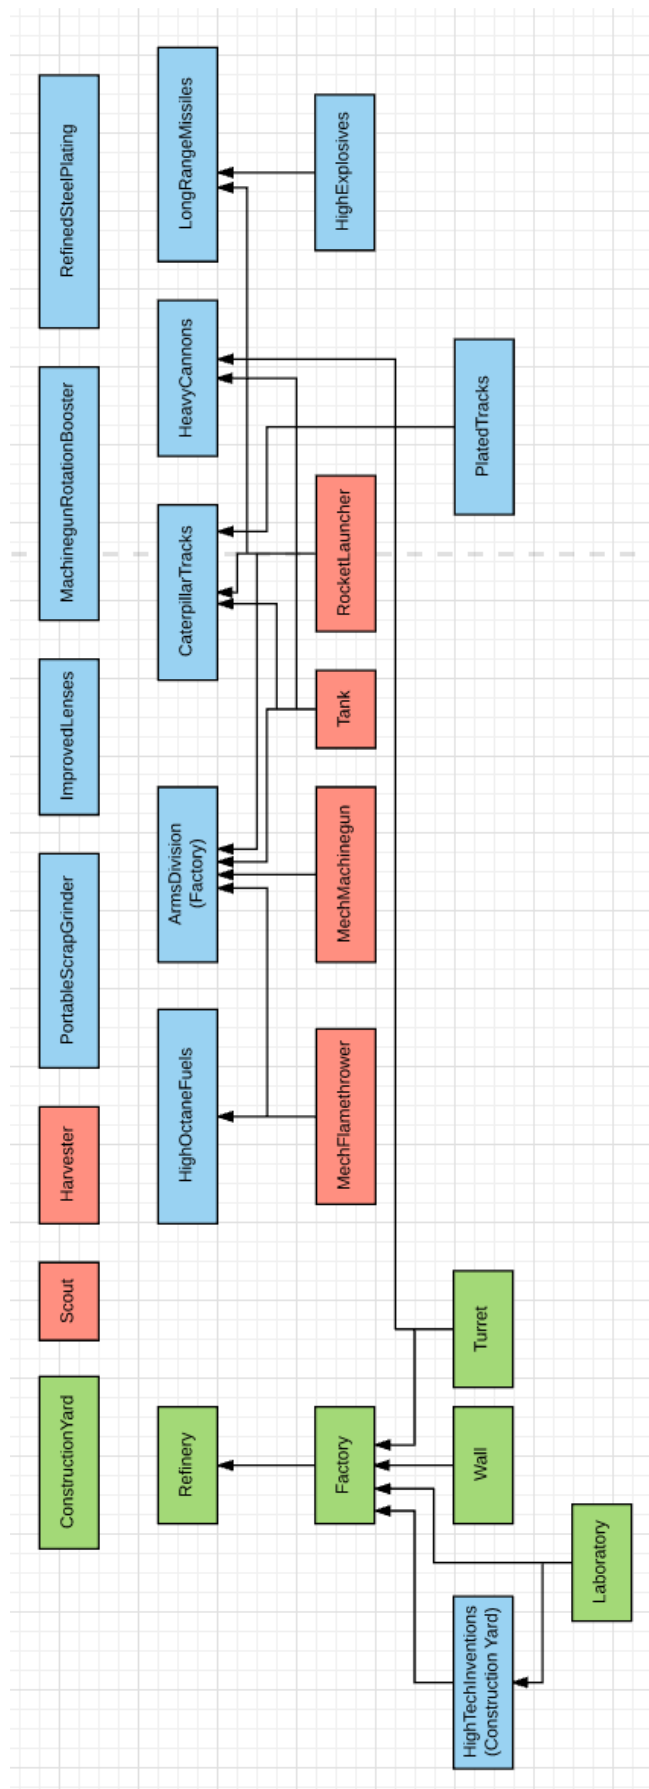 ConstructionYard
Scout
Harvester
PortableScrapGrinder
ImprovedLenses
MachinegunRotationBooster
RefinedSteelPlating
Refinery
HighOctaneFuels
ArmsDivision
(Factory)
CaterpillarTracks
HeavyCannons
LongRangeMissiles
Factory
MechFlamethrower
MechMachinegun
Tank
RocketLauncher
HighExplosives
HighTechInventions
(Construction Yard)
Wall
Turret
PlatedTracks
Laboratory